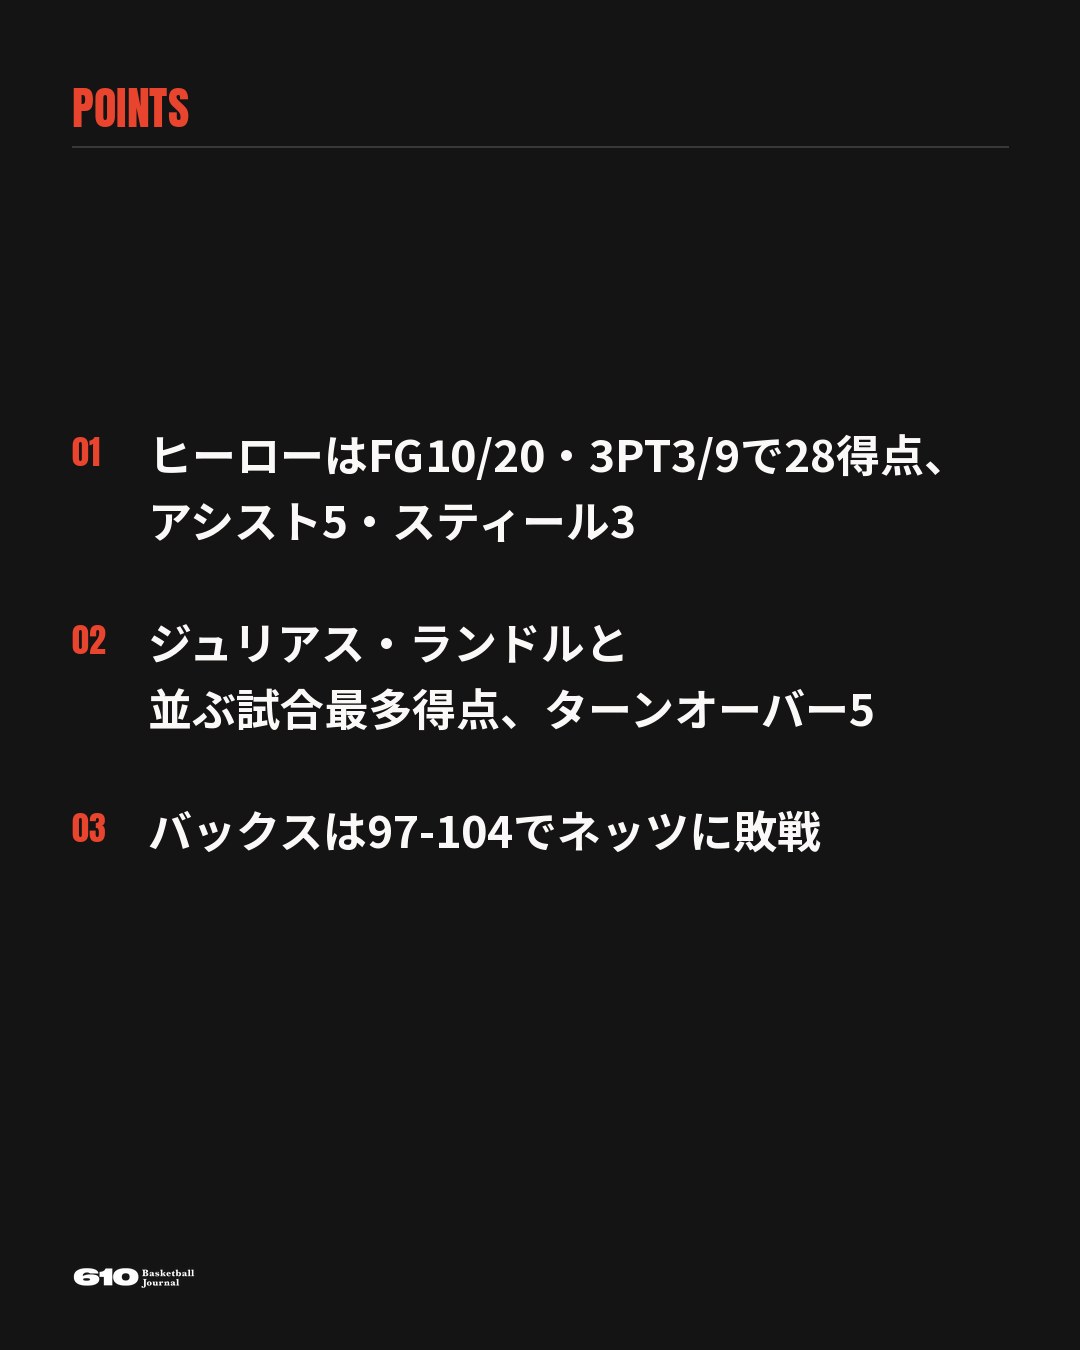 POINTS
01
ヒーローはFG10/20・3PT3/9で28得点、
アシスト5・スティール3
02
ジュリアス・ランドルと
並ぶ試合最多得点、ターンオーバー5
03
バックスは97-104でネッツに敗戦
610 Basketball
Journal